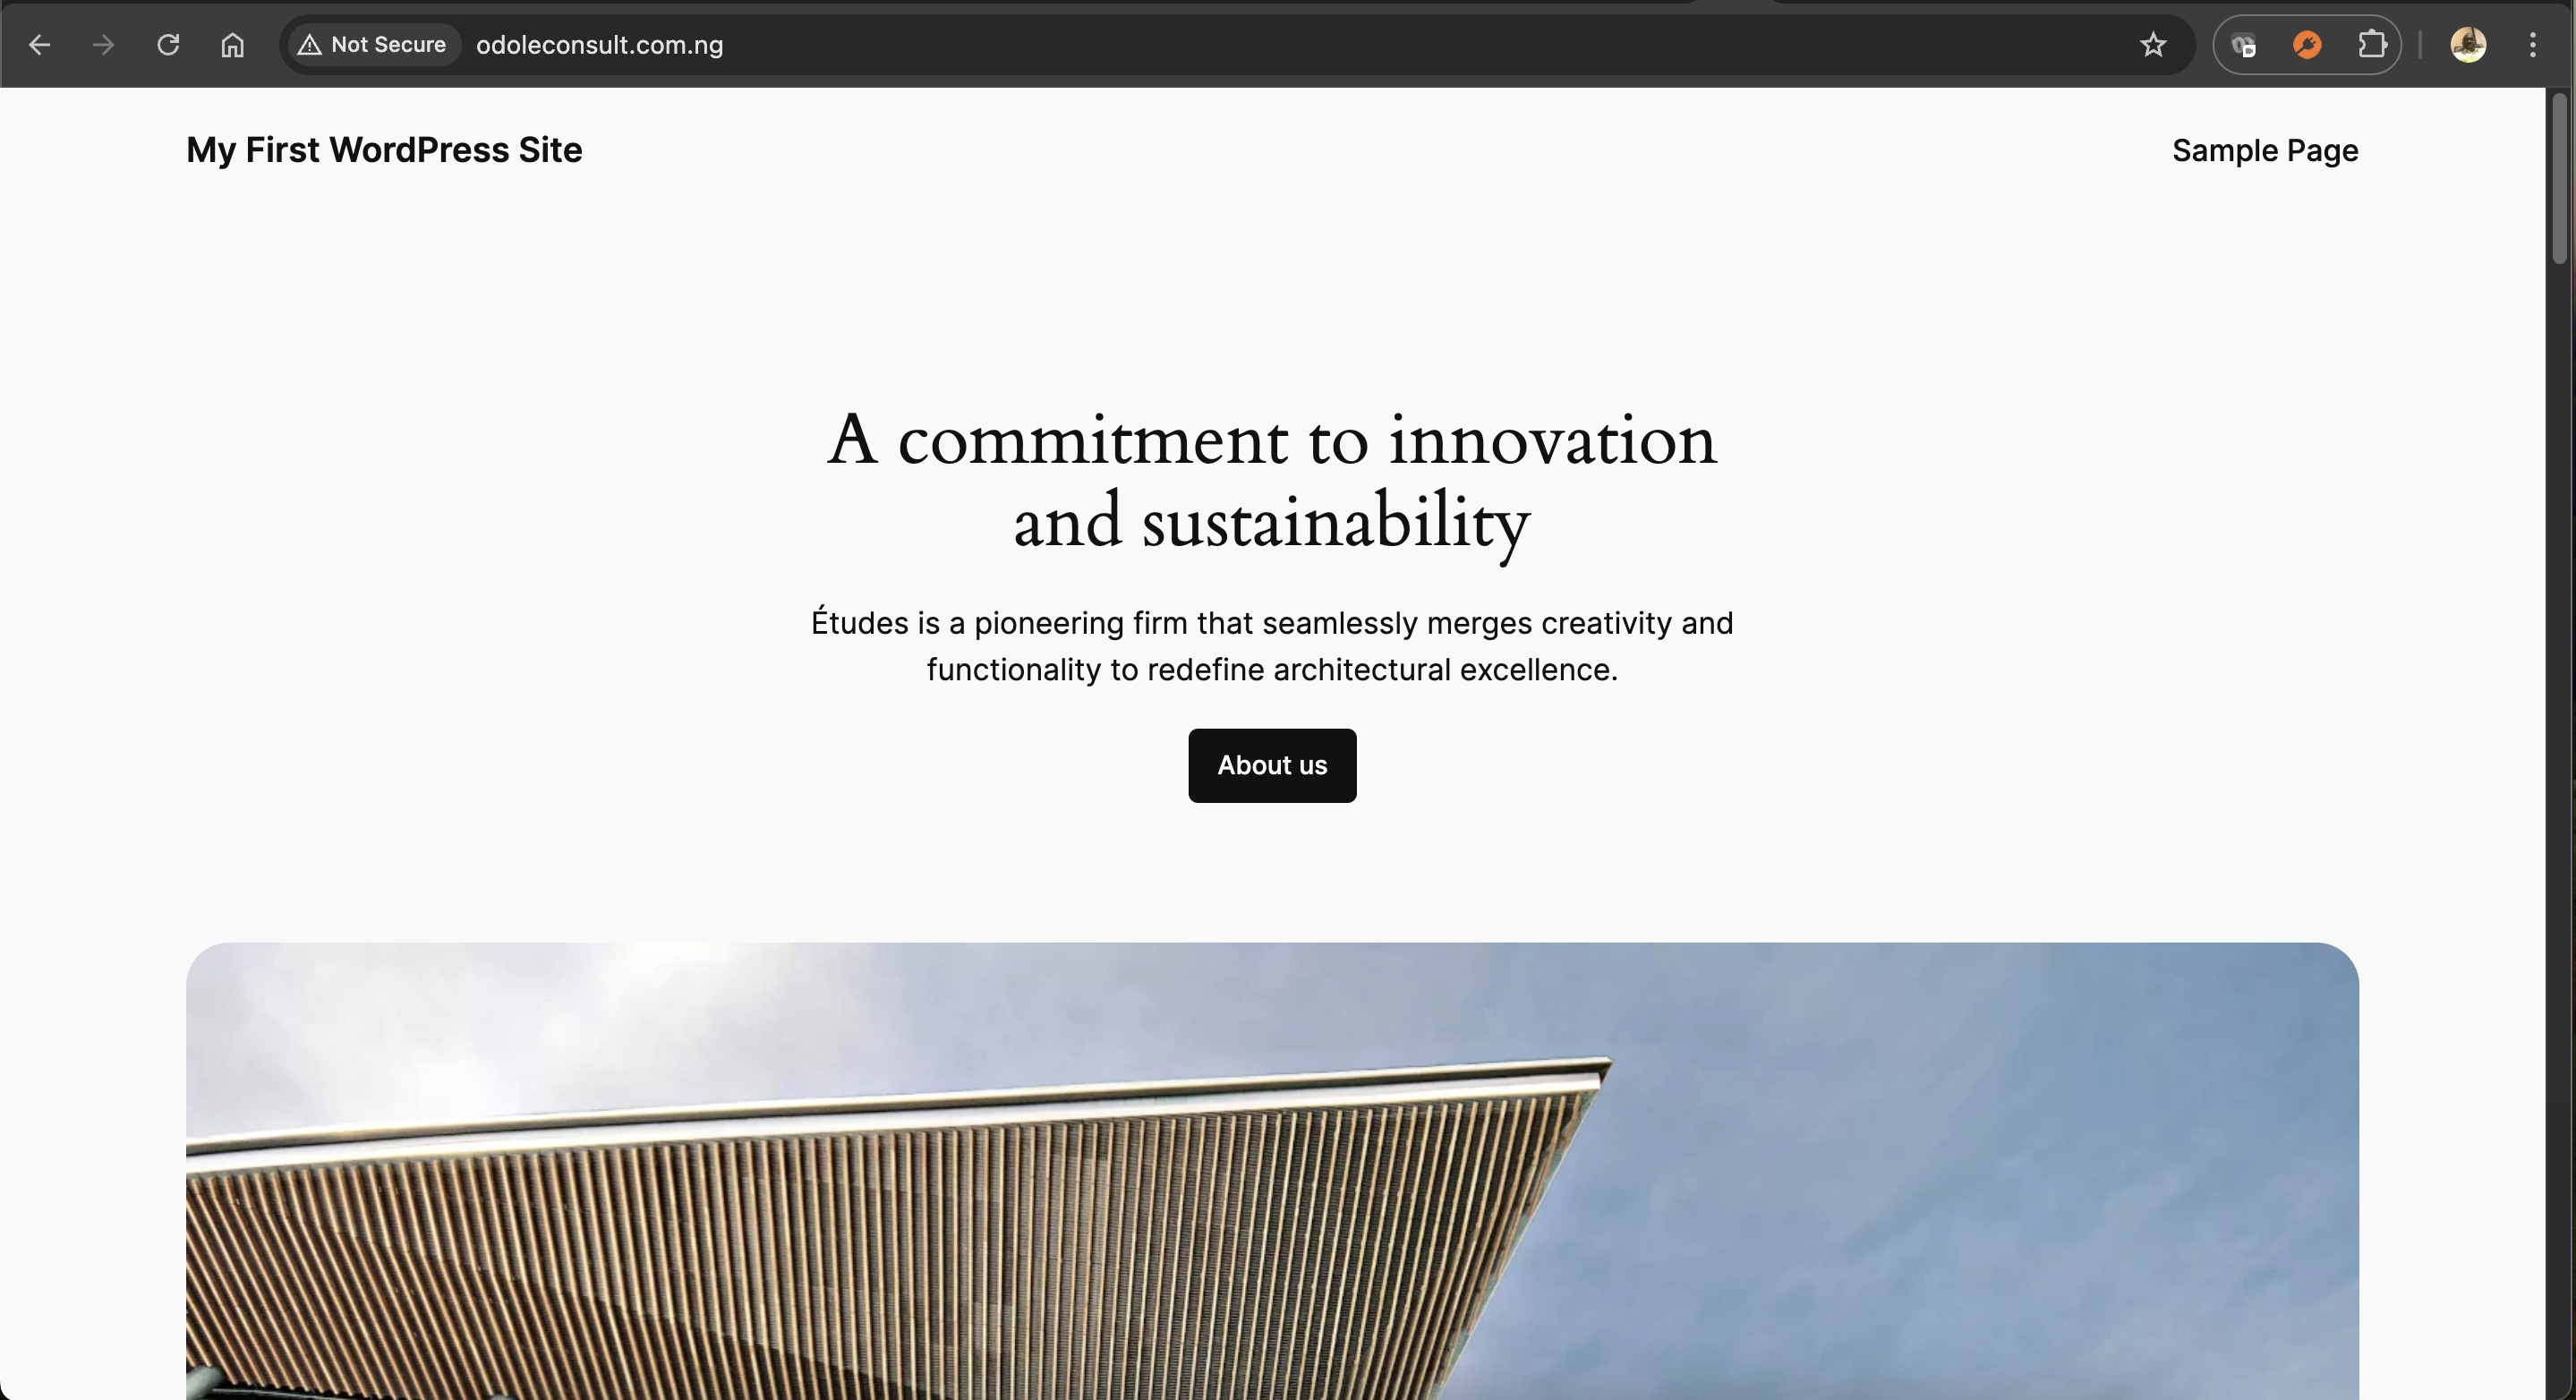 Not Secure
odoleconsult.com.ng
My First WordPress Site
Sample Page
A commitment to innovation
and sustainability
Études is a pioneering firm that seamlessly merges creativity and
functionality to redefine architectural excellence.
About us